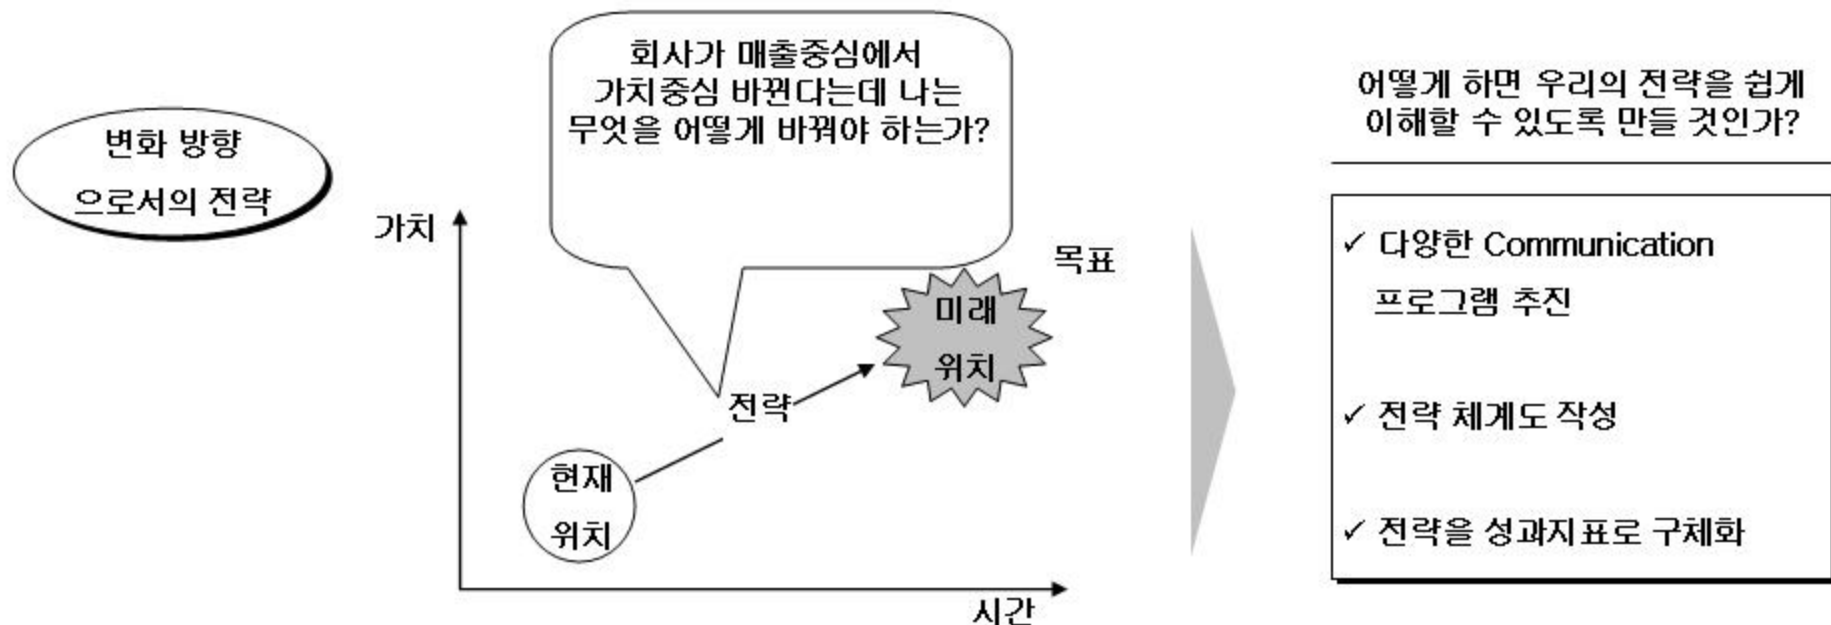 변화 방향
으로서의 전략
회사가 매출중심에서
가치중심 바뀐다는데 나는
무엇을 어떻게 바꿔야 하는가?
가치
목표
미래
위치
전략
현재
위치
시간
어떻게 하면 우리의 전략을 쉽게
이해할 수 있도록 만들 것인가?
✓ 다양한 Communication
프로그램 추진
✓ 전략 체계도 작성
✓ 전략을 성과지표로 구체화